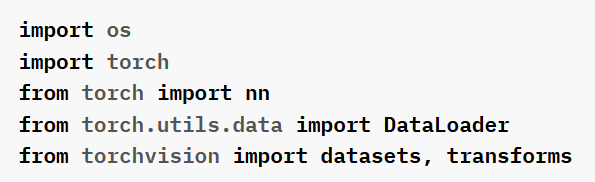 import os
import torch
from torch import nn
from torch.utils.data import DataLoader
from torchvision import datasets, transforms